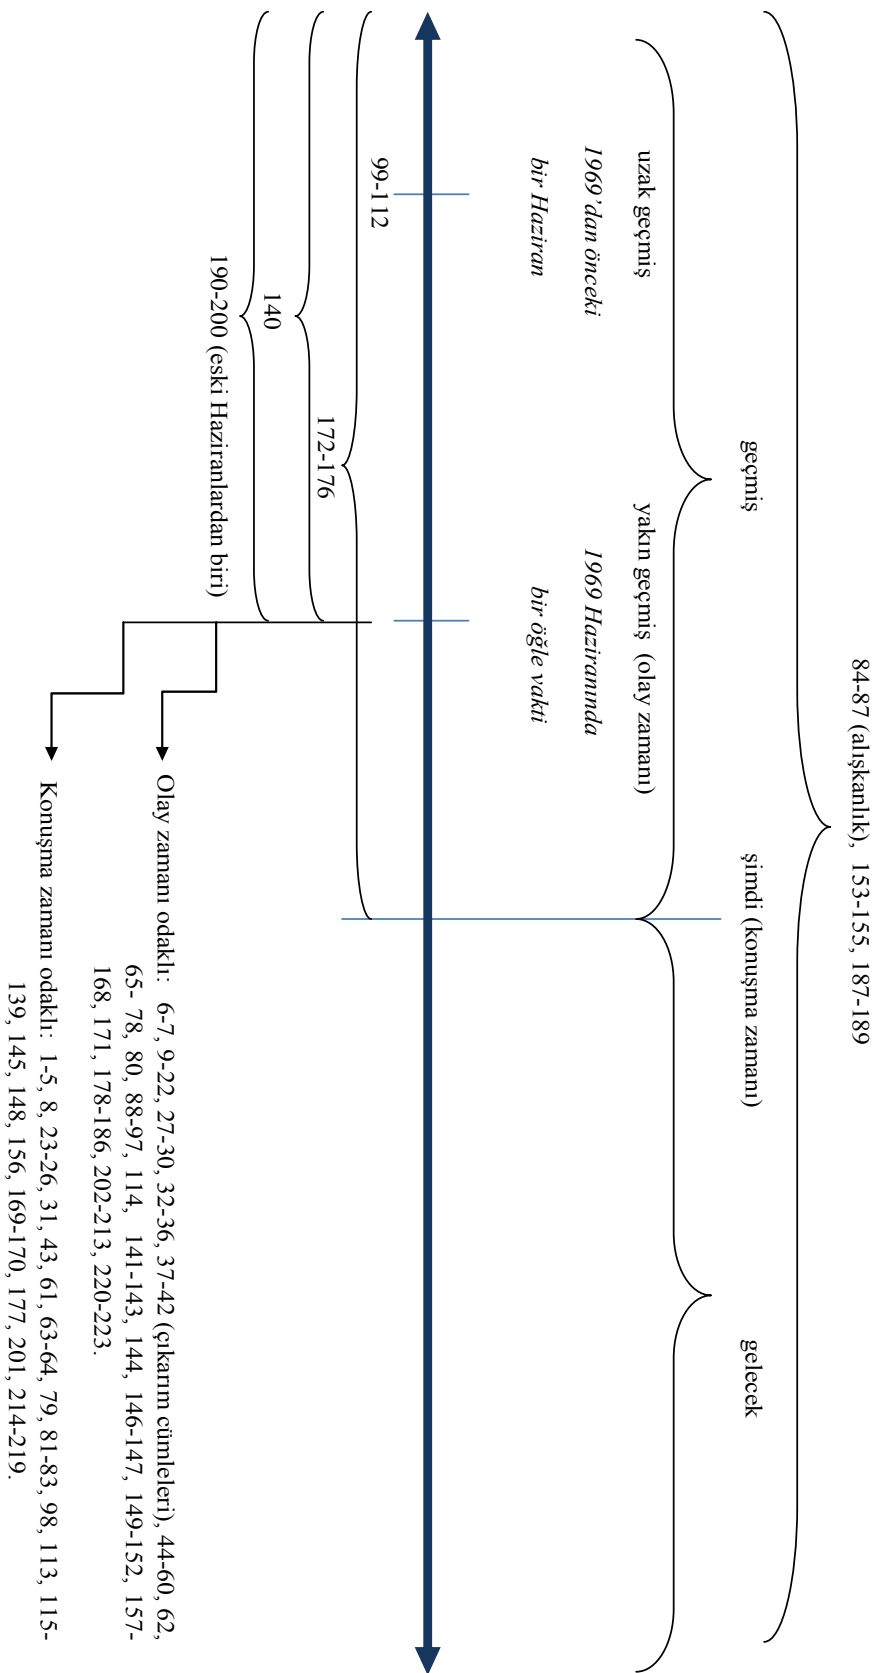 84-87 (alışkanlık), 153-155, 187-189
geçmiş
şimdi (konuşma zamanı)
gelecek
uzak geçmiş
1969’dan önceki
bir Haziran
yakın geçmiş (olay zamanı)
1969 Haziranında
bir öğle vakti
99-112
172-176
140
190-200 (eski Haziranlardan biri)
Olay zamanı odaklı: 6-7, 9-22, 27-30, 32-36, 37-42 (çıkarım cümleleri), 44-60, 62,
65- 78, 80, 88-97, 114, 141-143, 144, 146-147, 149-152, 157-
168, 171, 178-186, 202-213, 220-223.
Konuşma zamanı odaklı: 1-5, 8, 23-26, 31, 43, 61, 63-64, 79, 81-83, 98, 113, 115-
139, 145, 148, 156, 169-170, 177, 201, 214-219.